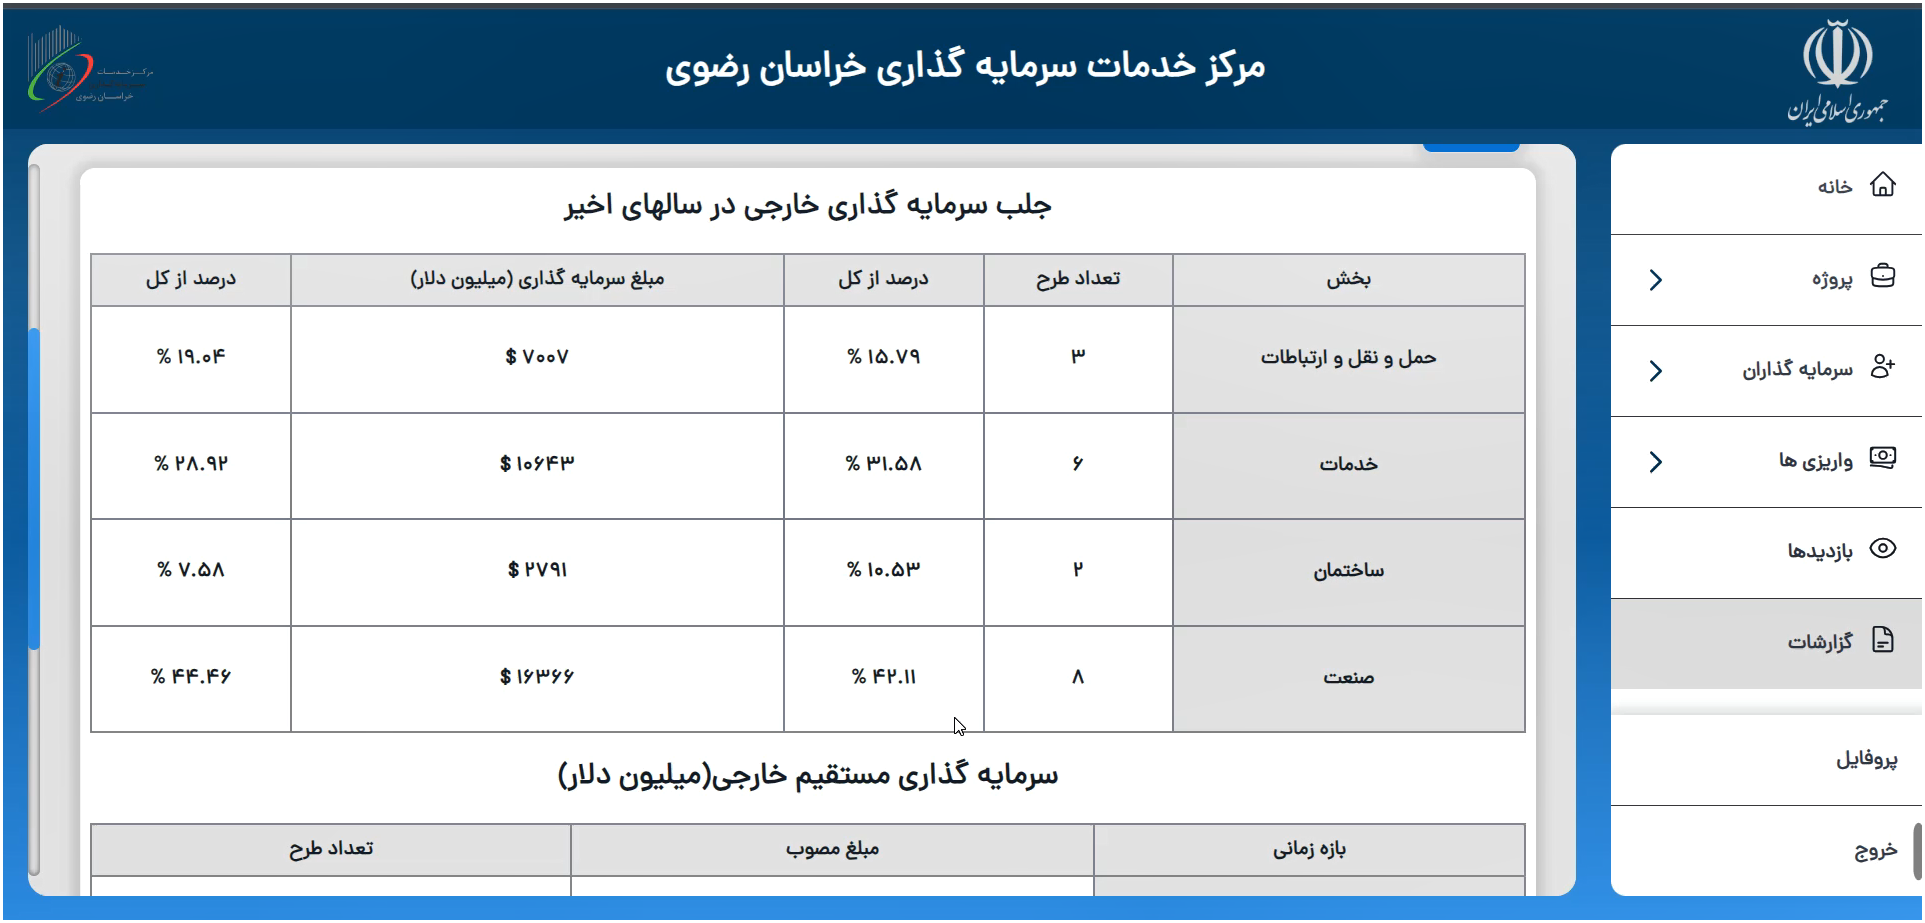 جمهوری اسلامی ایران
مرکز خدمات سرمایه گذاری خراسان رضوی
مرکز خدمات
خراسان رضوی
خانه
پروژه
سرمایه گذاران
واریزی ها
بازدیدها
گزارشات
پروفایل
خروج
جلب سرمایه گذاری خارجی در سالهای اخیر
بخش تعداد طرح درصد از کل مبلغ سرمایه گذاری (میلیون دلار) درصد از کل
حمل و نقل و ارتباطات ۳ ۱۵.۷۹ % ۷۰۰۷ $ ۱۹.۰۴ %
خدمات ۶ ۳۱.۵۸ % ۱۰۶۴۳ $ ۲۸.۹۲ %
ساختمان ۲ ۱۰.۵۳ % ۲۷۹۱ $ ۷.۵۸ %
صنعت ۸ ۴۲.۱۱ % ۱۶۳۶۶ $ ۴۴.۴۶ %
سرمایه گذاری مستقیم خارجی(میلیون دلار)
بازه زمانی مبلغ مصوب تعداد طرح